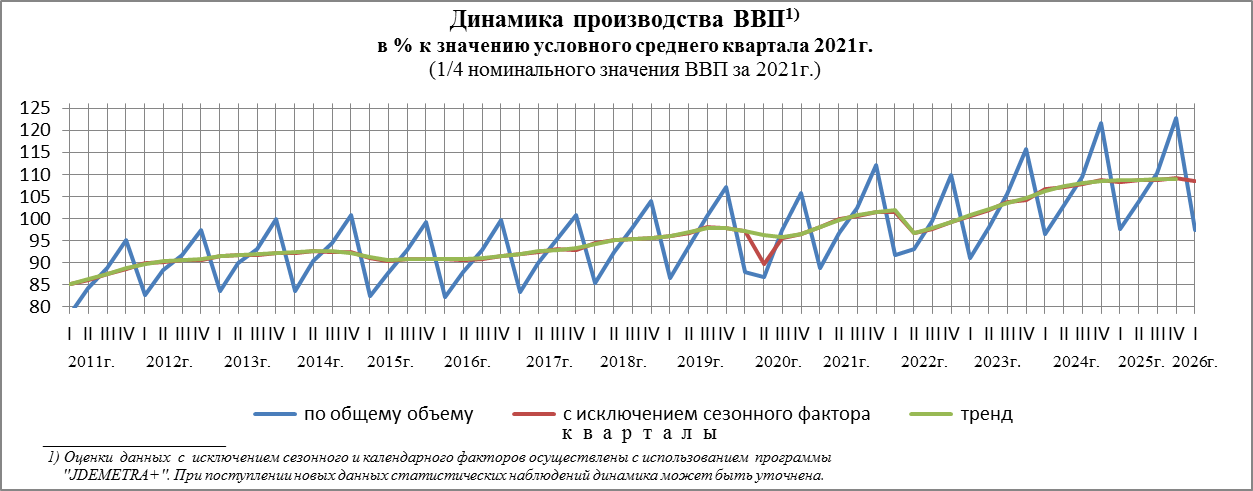 Динамика производства ВВП1)
в % к значению условного среднего квартала 2021г.
(1/4 номинального значения ВВП за 2021г.)
125
120
115
110
105
100
95
90
85
80
I II III IV I II III IV I II III IV I II III IV I II III IV I II III IV I II III IV I II III IV I II III IV I II III IV I II III IV I II III IV I II III IV I II III IV I II III IV I
2011г. 2012г. 2013г. 2014г. 2015г. 2016г. 2017г. 2018г. 2019г. 2020г. 2021г. 2022г. 2023г. 2024г. 2025г. 2026г.
по общему объему с исключением сезонного фактора тренд
к в а р т а л ы
1) Оценки данных с исключением сезонного и календарного факторов осуществлены с использованием программы
"JDEMETRA+". При поступлении новых данных статистических наблюдений динамика может быть уточнена.